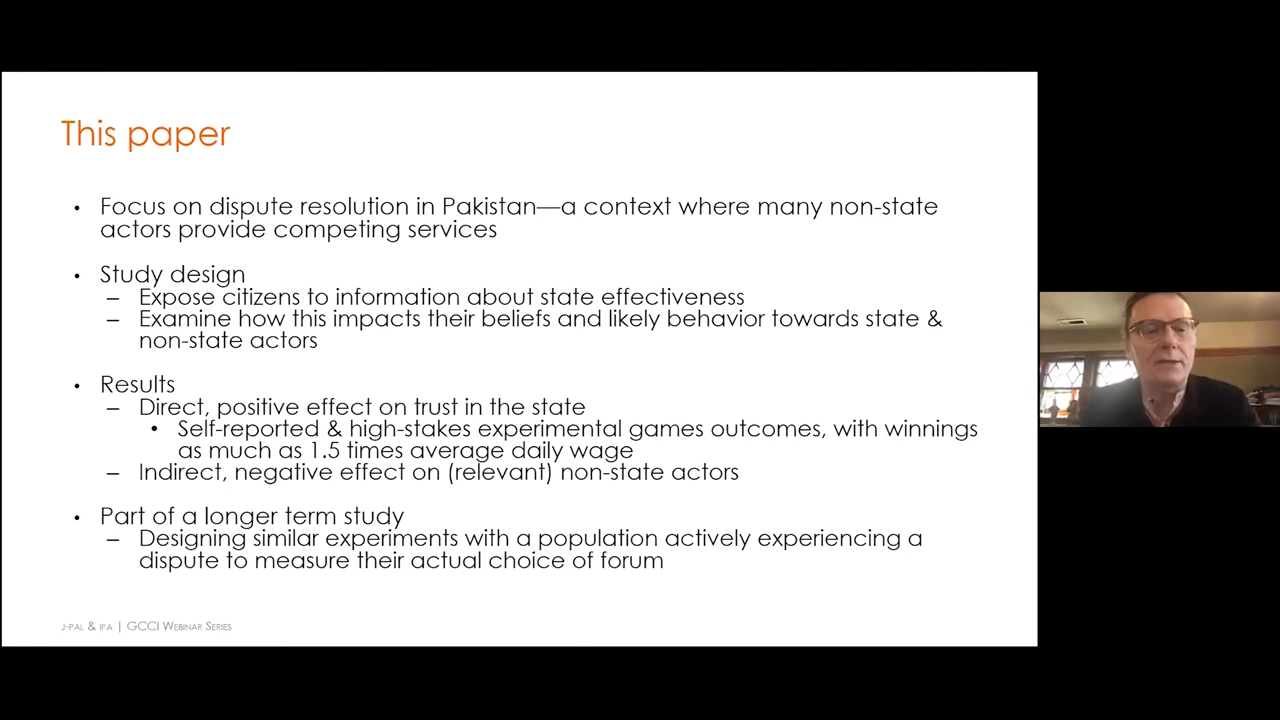 This paper
• Focus on dispute resolution in Pakistan—a context where many non-state
actors provide competing services
• Study design
– Expose citizens to information about state effectiveness
– Examine how this impacts their beliefs and likely behavior towards state &
non-state actors
• Results
– Direct, positive effect on trust in the state
• Self-reported & high-stakes experimental games outcomes, with winnings
as much as 1.5 times average daily wage
– Indirect, negative effect on (relevant) non-state actors
• Part of a longer term study
– Designing similar experiments with a population actively experiencing a
dispute to measure their actual choice of forum
J-PAL & IPA | GCCI WEBINAR SERIES